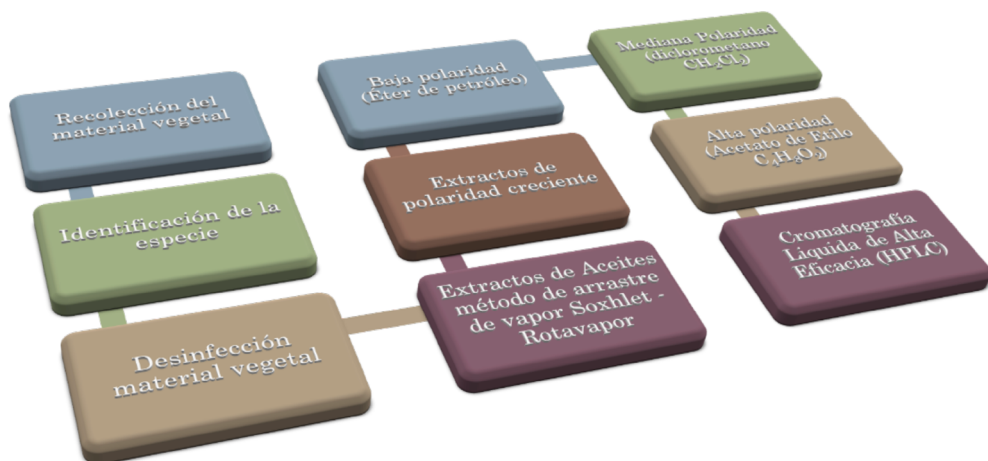 Recolección del
material vegetal
Identificación de la
especie
Desinfección
material vegetal
Extractos de Aceites
método de arrastre
de vapor Soxhlet -
Rotavapor
Extractos de
polaridad creciente
Baja polaridad
(Éter de petróleo)
Mediana Polaridad
(diclorometano
CH₂Cl₂)
Alta polaridad
(Acetato de Etilo
C₄H₈O₂)
Cromatografía
Liquida de Alta
Eficacia (HPLC)